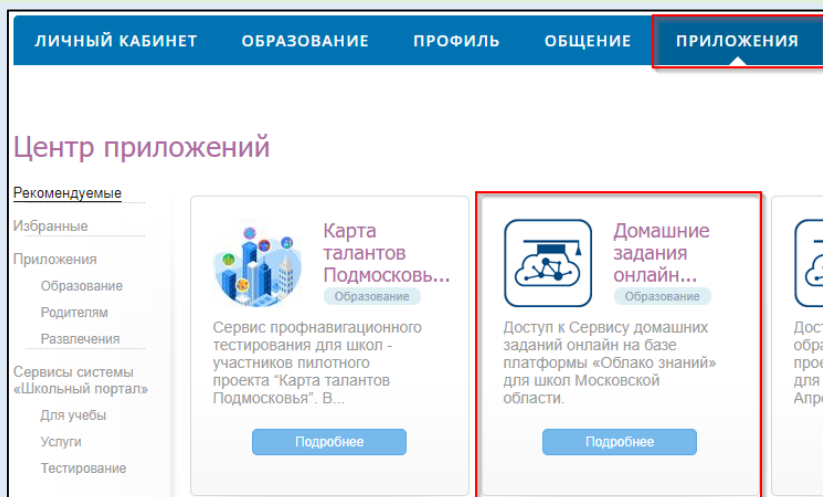 ЛИЧНЫЙ КАБИНЕТ ОБРАЗОВАНИЕ ПРОФИЛЬ ОБЩЕНИЕ ПРИЛОЖЕНИЯ
Центр приложений
Рекомендуемые
Избранные
Приложения
Образование
Родителям
Развлечения
Сервисы системы
«Школьный портал»
Для учебы
Услуги
Тестирование
Карта
талантов
Подмосковь...
Образование
Сервис профнавигационного
тестирования для школ -
участников пилотного
проекта “Карта талантов
Подмосковья”. В...
Подробнее
Домашние
задания
онлайн...
Образование
Доступ к Сервису домашних
заданий онлайн на базе
платформы «Облако знаний»
для школ Московской
области.
Подробнее
для